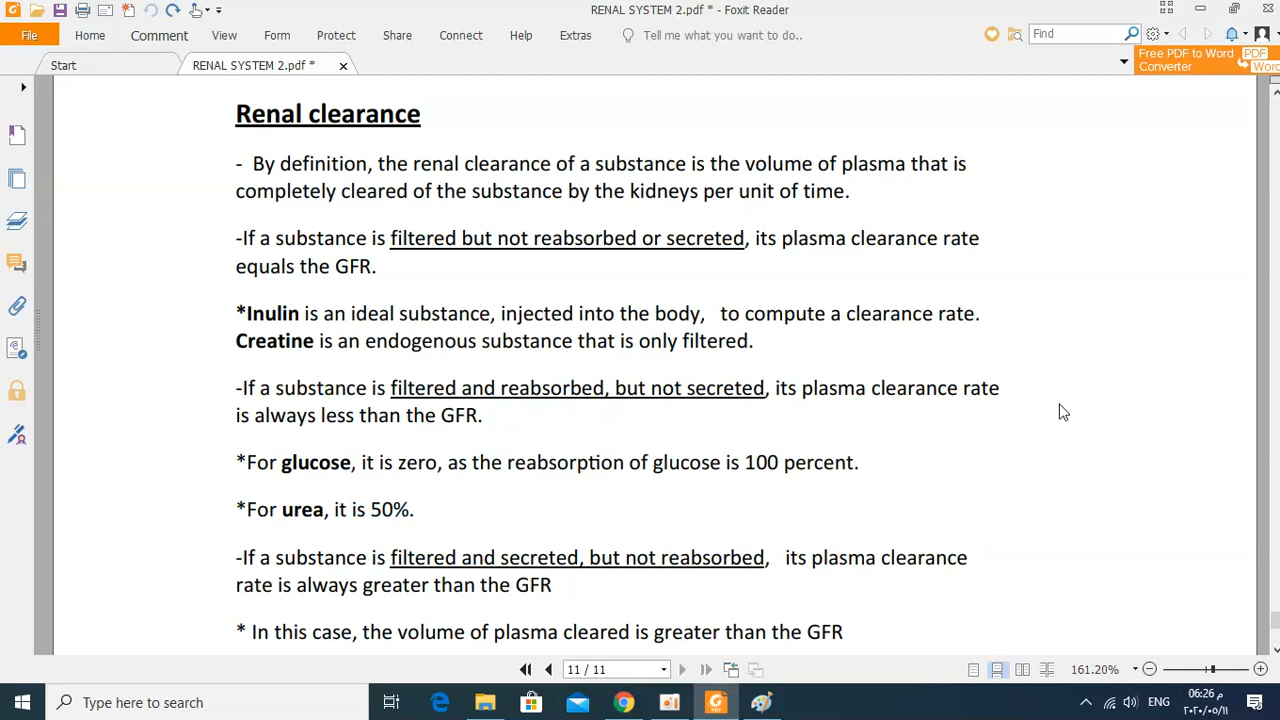 RENAL SYSTEM 2.pdf * - Foxit Reader
File Home Comment View Form Protect Share Connect Help Extras Tell me what you want to do.. Find
Start RENAL SYSTEM 2.pdf * Free PDF to Word Converter PDF Word
Renal clearance
- By definition, the renal clearance of a substance is the volume of plasma that is
completely cleared of the substance by the kidneys per unit of time.
-If a substance is filtered but not reabsorbed or secreted, its plasma clearance rate
equals the GFR.
*Inulin is an ideal substance, injected into the body, to compute a clearance rate.
Creatine is an endogenous substance that is only filtered.
-If a substance is filtered and reabsorbed, but not secreted, its plasma clearance rate
is always less than the GFR.
*For glucose, it is zero, as the reabsorption of glucose is 100 percent.
*For urea, it is 50%.
-If a substance is filtered and secreted, but not reabsorbed, its plasma clearance
rate is always greater than the GFR
* In this case, the volume of plasma cleared is greater than the GFR
11 / 11 161.20%
Type here to search ENG م 06:26
٢٠٢٠/٠٥/١١